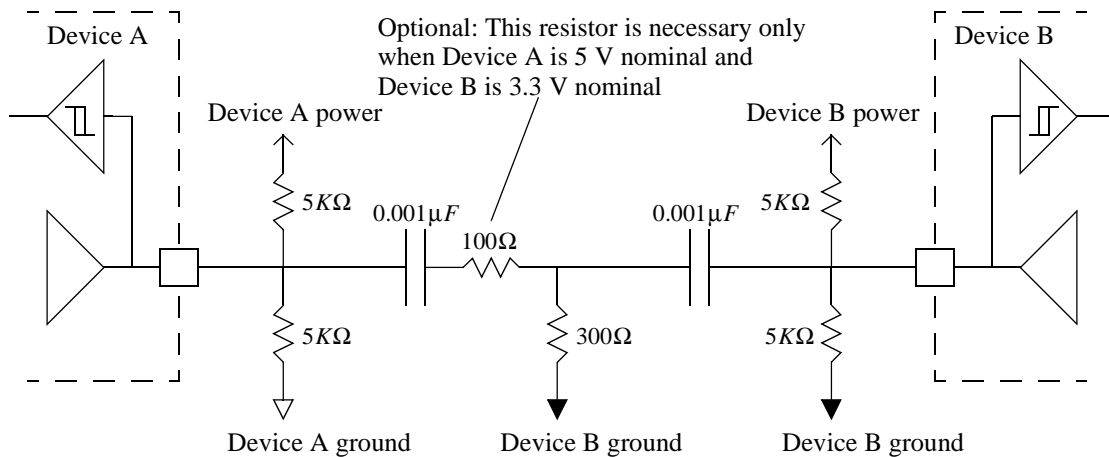 Optional: This resistor is necessary only
when Device A is 5 V nominal and
Device B is 3.3 V nominal
Device A
Device B
Device A power
Device B power
5KΩ
0.001μF
100Ω
0.001μF
5KΩ
5KΩ
300Ω
5KΩ
Device A ground
Device B ground
Device B ground